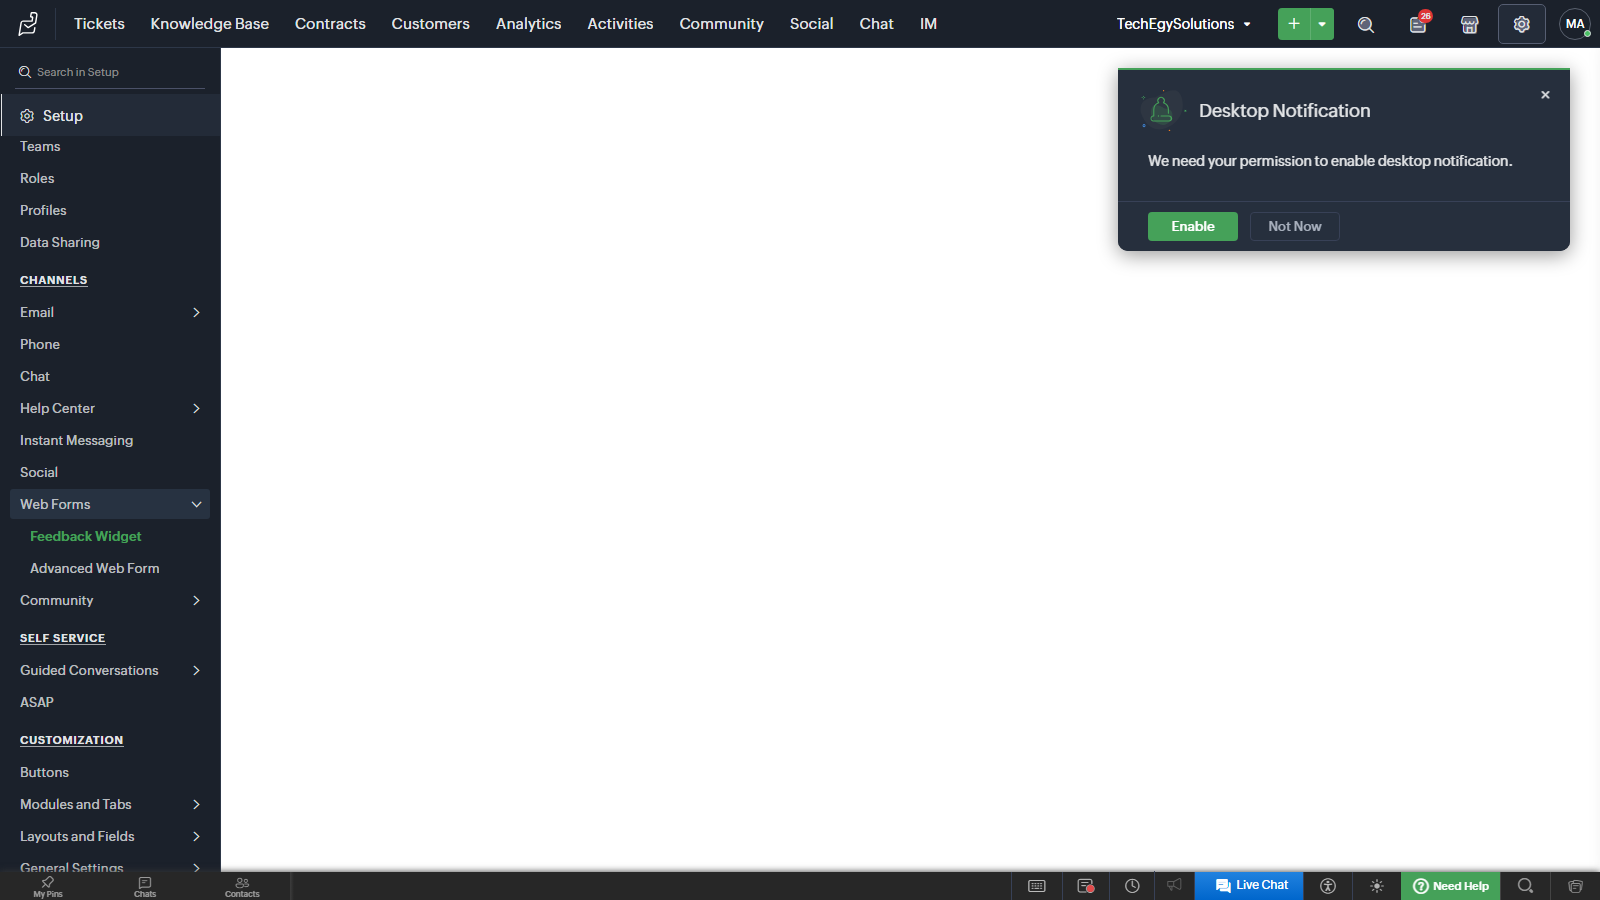 Tickets Knowledge Base Contracts Customers Analytics Activities Community Social Chat IM TechEgySolutions 26 MA
Search in Setup
Setup
Teams
Roles
Profiles
Data Sharing
CHANNELS
Email
Phone
Chat
Help Center
Instant Messaging
Social
Web Forms
Feedback Widget
Advanced Web Form
Community
SELF SERVICE
Guided Conversations
ASAP
CUSTOMIZATION
Buttons
Modules and Tabs
Layouts and Fields
General Settings
Desktop Notification
We need your permission to enable desktop notification.
Enable Not Now
My Pins Chats Contacts Live Chat Need Help